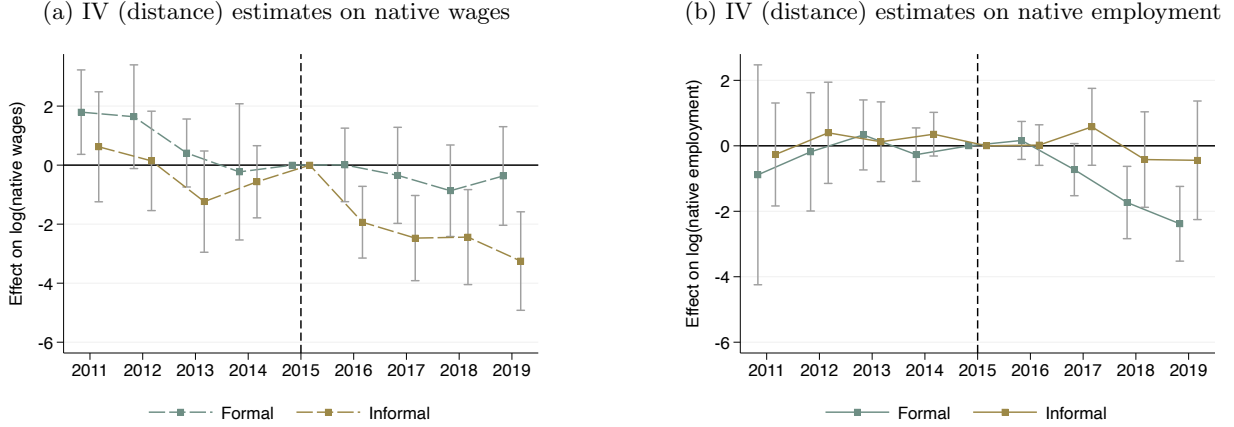 (a) IV (distance) estimates on native wages
Effect on log(native wages)
2
0
-2
-4
-6
2011 2012 2013 2014 2015 2016 2017 2018 2019
Formal Informal
(b) IV (distance) estimates on native employment
Effect on log(native employment)
2
0
-2
-4
-6
2011 2012 2013 2014 2015 2016 2017 2018 2019
Formal Informal